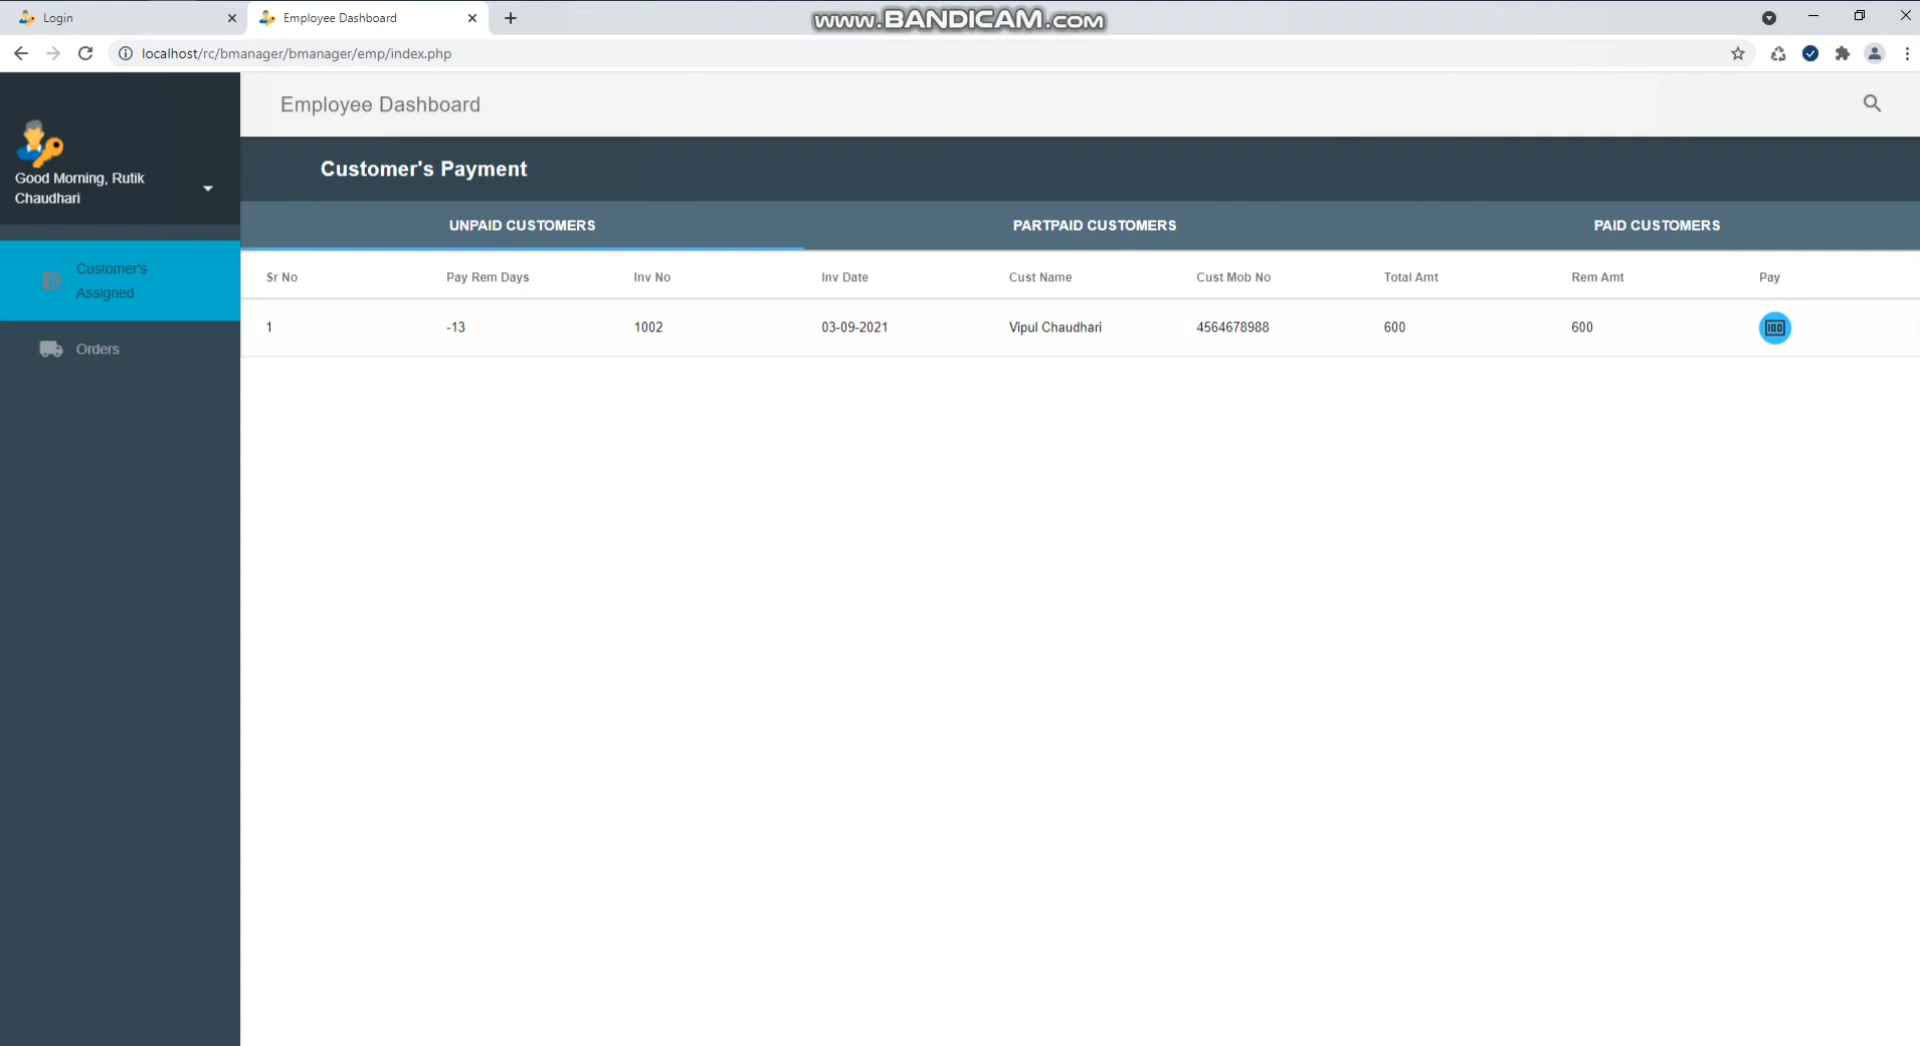 Login
Employee Dashboard
www.BANDICAM.com
localhost/rc/bmanager/bmanager/emp/index.php
Good Morning, Rutik
Chaudhari
Customer's
Assigned
Orders
Employee Dashboard
Customer's Payment
UNPAID CUSTOMERS PARTPAID CUSTOMERS PAID CUSTOMERS
Sr No Pay Rem Days Inv No Inv Date Cust Name Cust Mob No Total Amt Rem Amt Pay
1 -13 1002 03-09-2021 Vipul Chaudhari 4564678988 600 600